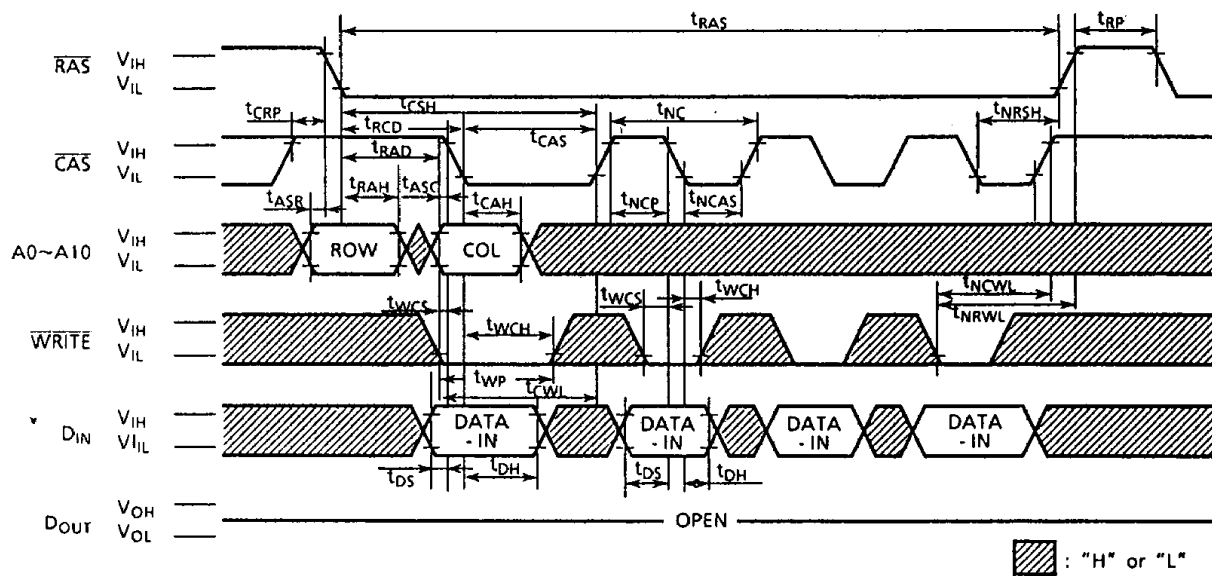 tRAS
tRP
RAS
VIH
VIL
tCRP
tCSH
tNC
tNRSH
tRCD
tCAS
CAS
VIH
VIL
tRAD
tRAH
tASC
tASR
tCAH
tNCP
tNCAS
A0~A10
VIH
VIL
ROW
COL
tWCS
tWCH
tWCS
tWCH
tNCWL
tNRWL
WRITE
VIH
VIL
tWP
tCWL
DIN
VIH
VIIL
DATA
- IN
DATA
- IN
DATA
- IN
DATA
- IN
tDS
tDH
tDS
tDH
DOUT
VOH
VOL
OPEN
: "H" or "L"